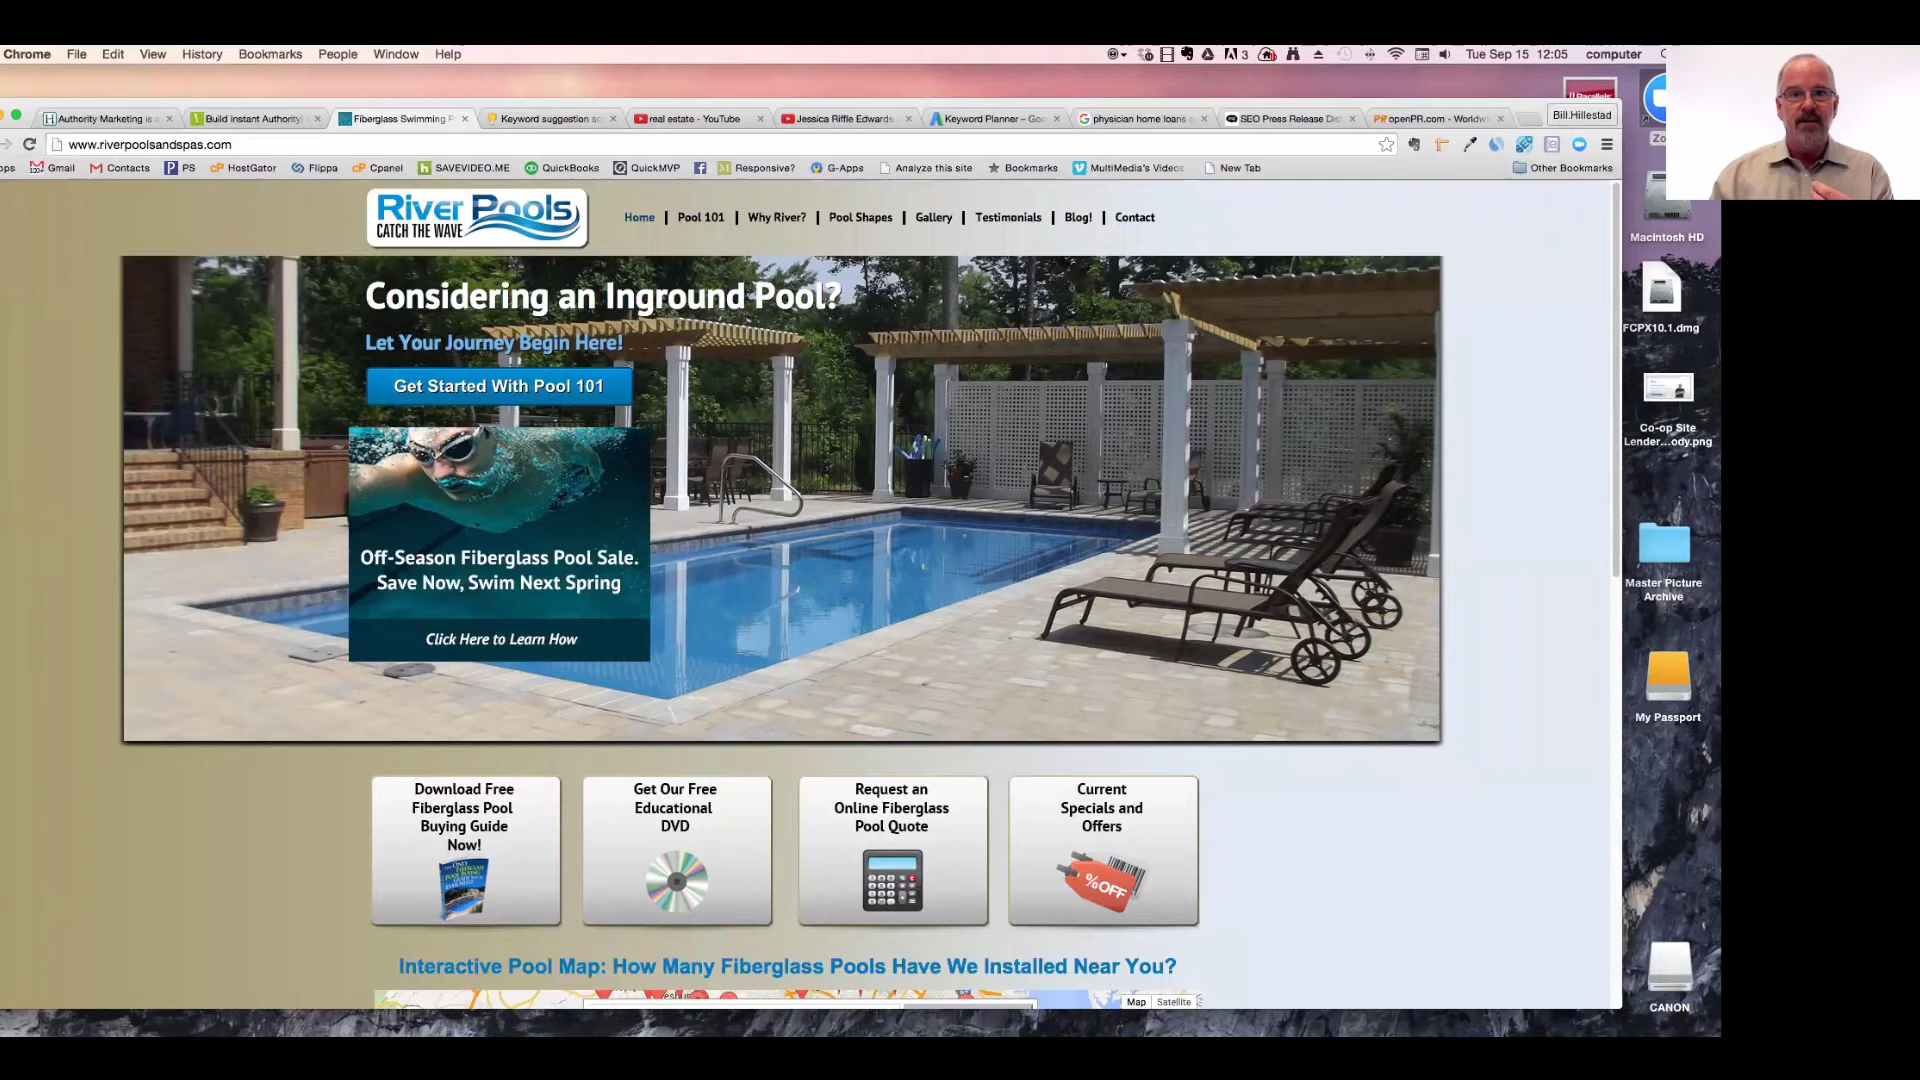 Chrome File Edit View History Bookmarks People Window Help
3 Tue Sep 15 12:05 computer
Authority Marketing is Build Instant Authority Fiberglass Swimming P Keyword suggestion real estate - YouTube Jessica Riffle Edwards Keyword Planner – Goo physician home loans SEO Press Release Dis openPR.com - Worldw Bill.Hillestad
www.riverpoolsandspas.com
Gmail Contacts PS HostGator Flippa Cpanel SAVEVIDEO.ME QuickBooks QuickMVP Responsive? G-Apps Analyze this site Bookmarks MultiMedia's Videos New Tab Other Bookmarks
River Pools
CATCH THE WAVE
Home Pool 101 Why River? Pool Shapes Gallery Testimonials Blog! Contact
Considering an Inground Pool?
Let Your Journey Begin Here!
Get Started With Pool 101
Off-Season Fiberglass Pool Sale.
Save Now, Swim Next Spring
Click Here to Learn How
Download Free
Fiberglass Pool
Buying Guide
Now!
Get Our Free
Educational
DVD
Request an
Online Fiberglass
Pool Quote
Current
Specials and
Offers
%OFF
Interactive Pool Map: How Many Fiberglass Pools Have We Installed Near You?
Map Satellite
Macintosh HD
FCPX10.1.dmg
Co-op Site
Lender...ody.png
Master Picture
Archive
My Passport
CANON